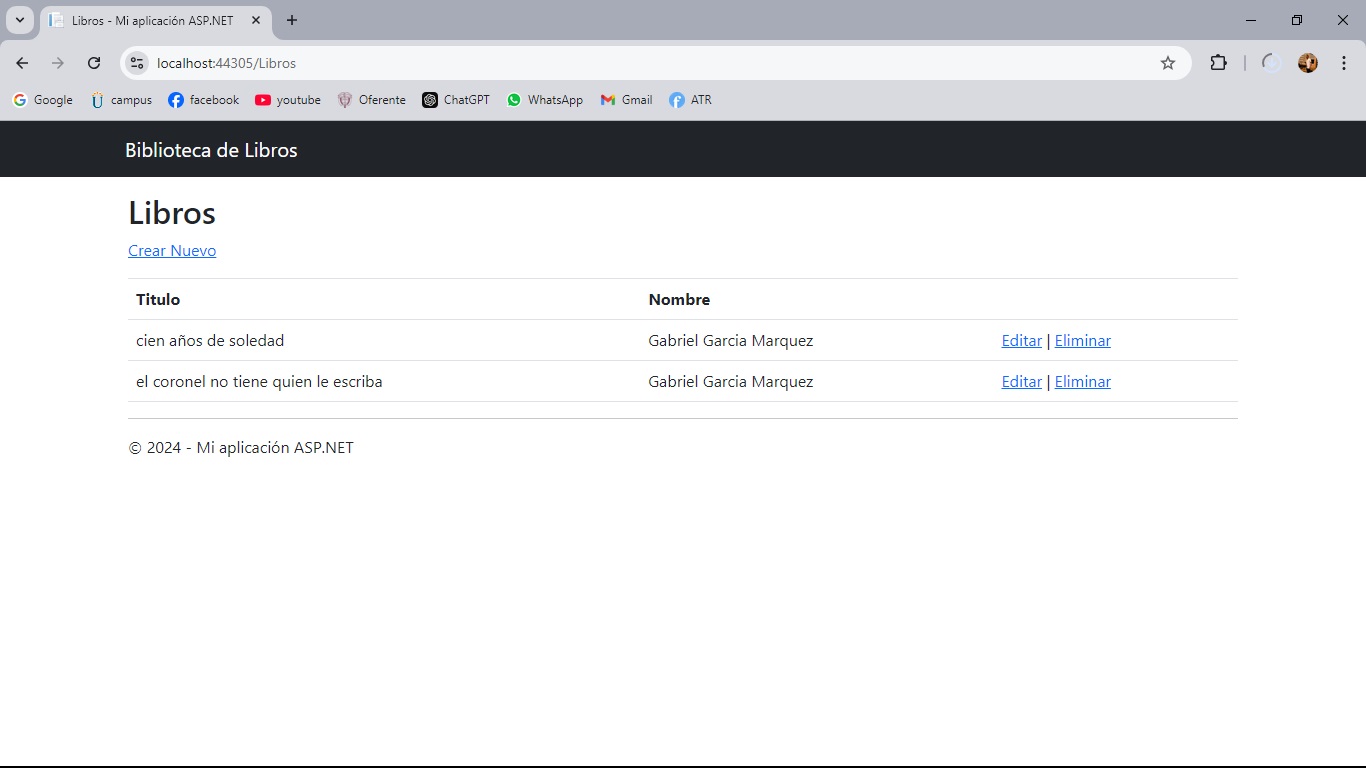 Libros - Mi aplicación ASP.NET
localhost:44305/Libros
Google campus facebook youtube Oferente ChatGPT WhatsApp Gmail ATR
Biblioteca de Libros
Libros
Crear Nuevo
Titulo Nombre
cien años de soledad Gabriel Garcia Marquez Editar | Eliminar
el coronel no tiene quien le escriba Gabriel Garcia Marquez Editar | Eliminar
© 2024 - Mi aplicación ASP.NET